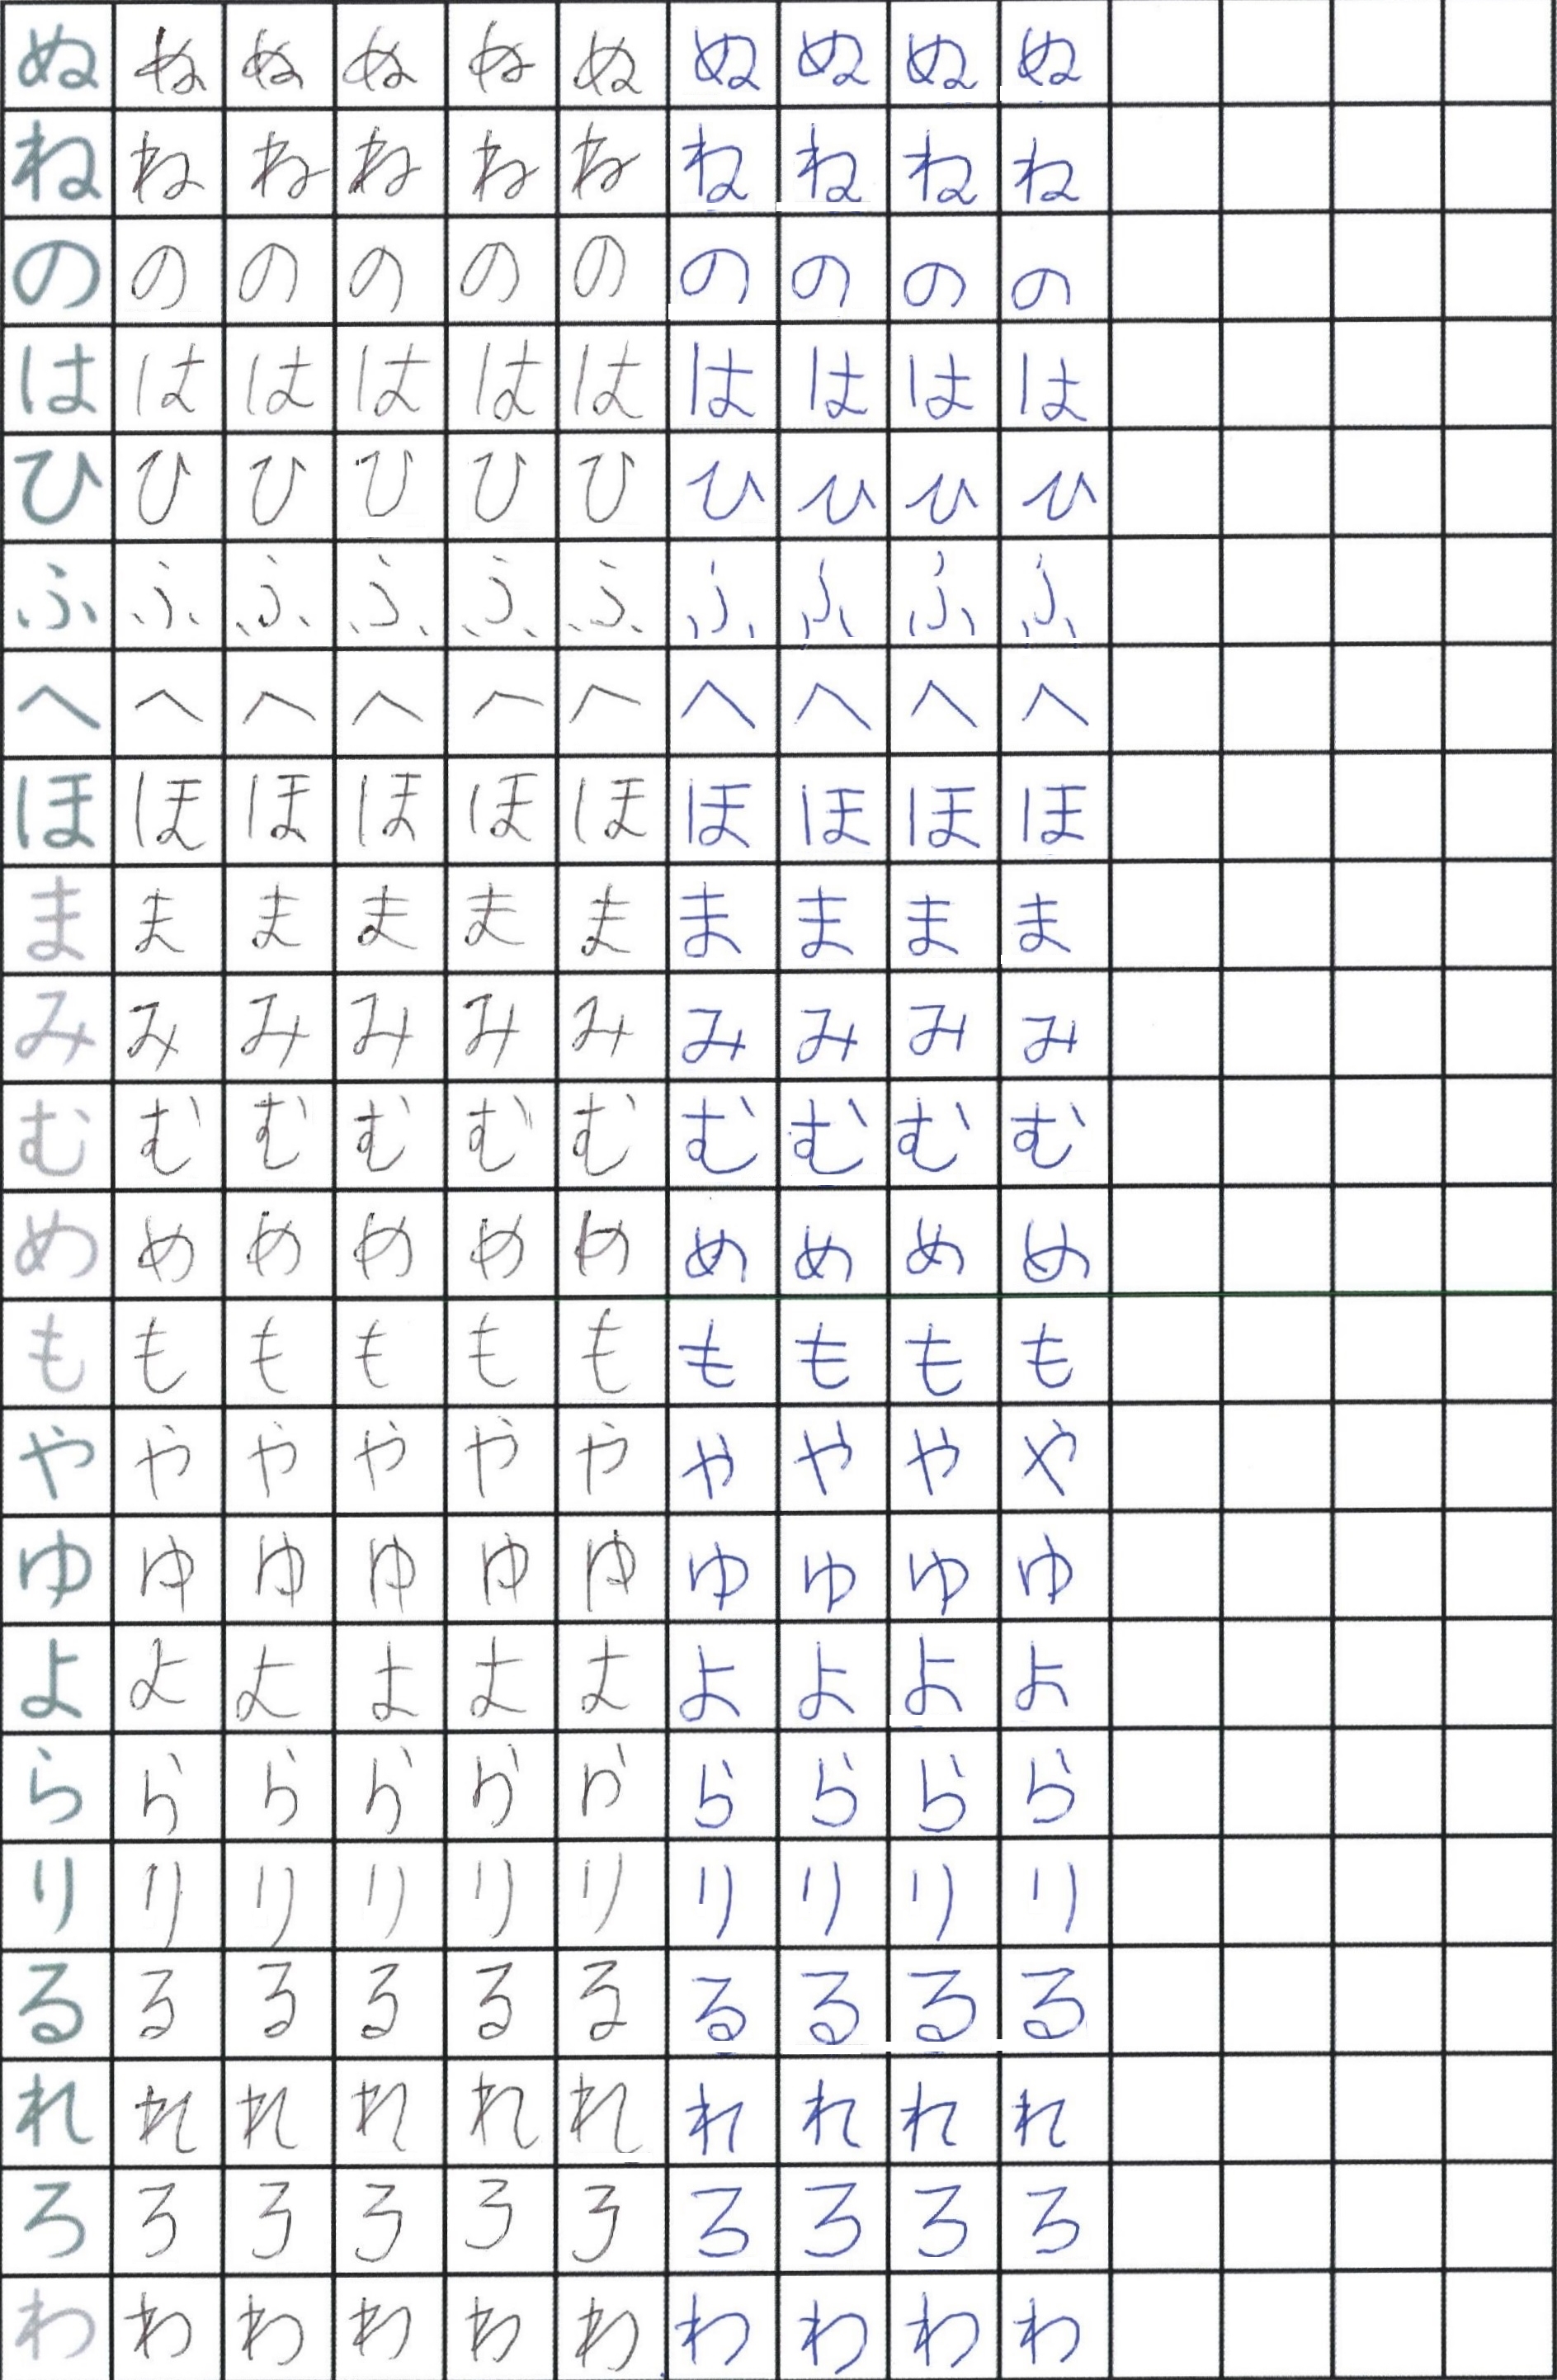 ぬ ぬ ぬ ぬ ぬ ぬ ぬ ぬ ぬ ぬ
ね ね ね ね ね ね ね ね ね ね
の の の の の の の の の の
は は は は は は は は は は
ひ ひ ひ ひ ひ ひ ひ ひ ひ ひ
ふ ふ ふ ふ ふ ふ ふ ふ ふ ふ
へ へ へ へ へ へ へ へ へ へ
ほ ほ ほ ほ ほ ほ ほ ほ ほ ほ
ま ま ま ま ま ま ま ま ま ま
み み み み み み み み み み
む む む む む む む む む む
め め め め め め め め め め
も も も も も も も も も も
や や や や や や や や や や
ゆ ゆ ゆ ゆ ゆ ゆ ゆ ゆ ゆ ゆ
よ よ よ よ よ よ よ よ よ よ
ら ら ら ら ら ら ら ら ら ら
り り り り り り り り り り
る る る る る る る る る る
れ れ れ れ れ れ れ れ れ れ
ろ ろ ろ ろ ろ ろ ろ ろ ろ ろ
わ わ わ わ わ わ わ わ わ わ